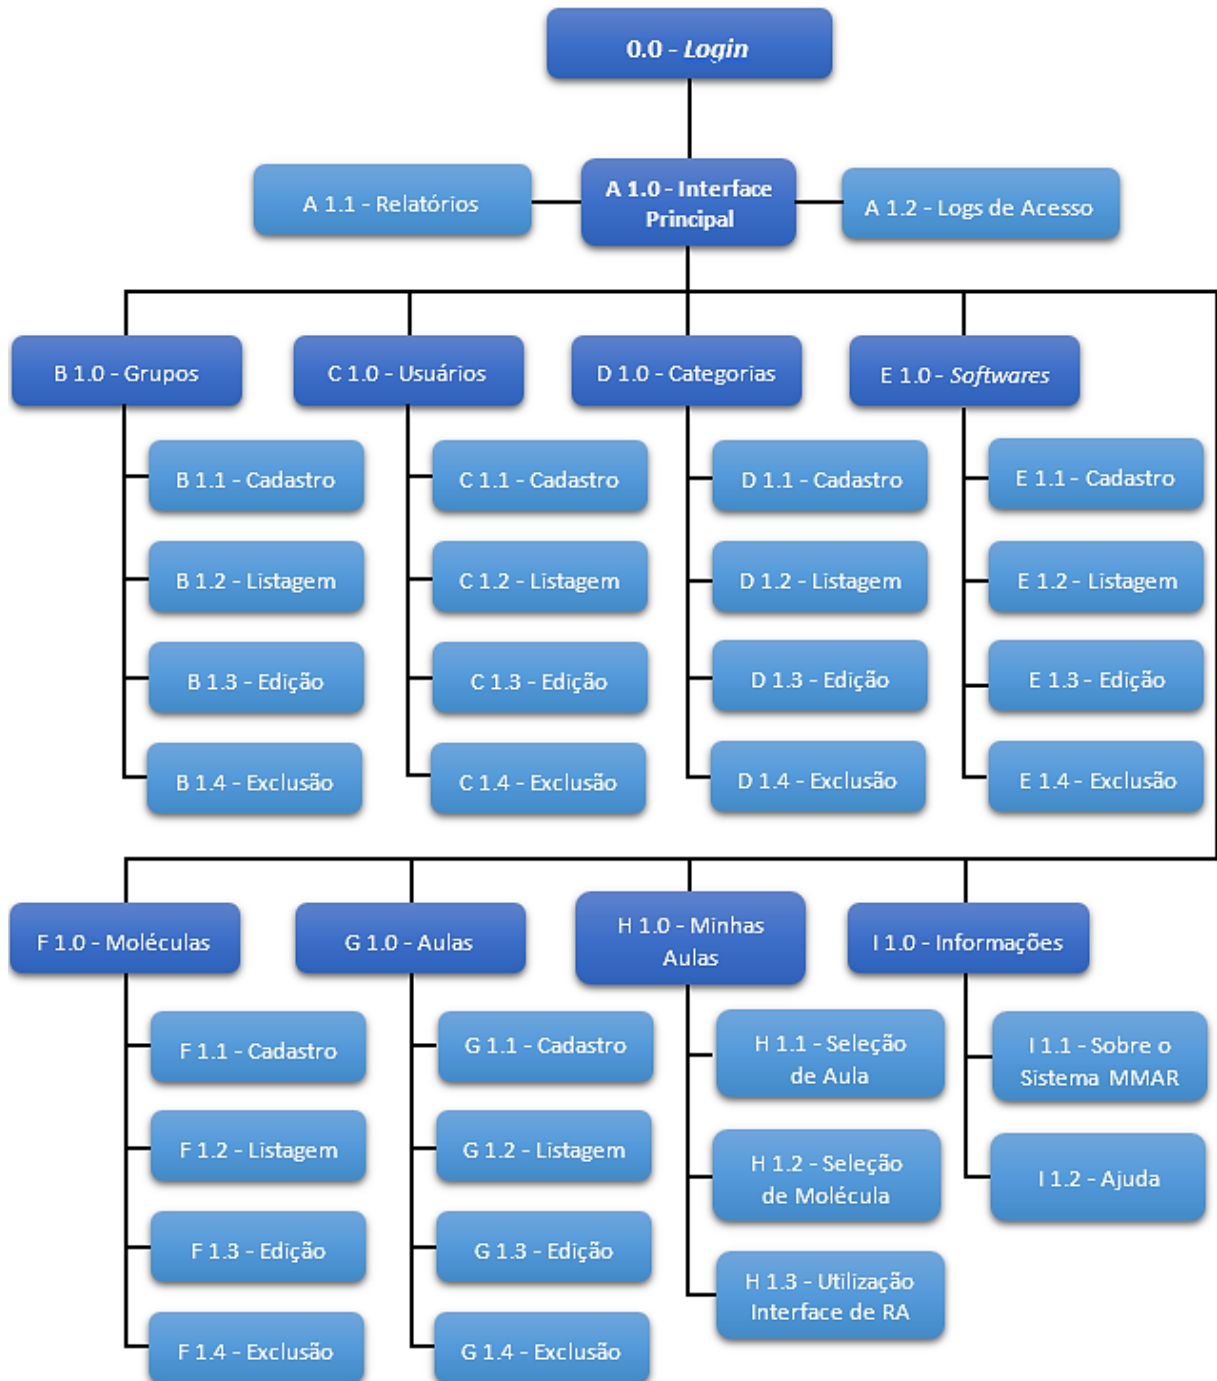 0.0 - Login
A 1.1 - Relatórios
A 1.0 - Interface
Principal
A 1.2 - Logs de Acesso
B 1.0 - Grupos
C 1.0 - Usuários
D 1.0 - Categorias
E 1.0 - Softwares
B 1.1 - Cadastro
C 1.1 - Cadastro
D 1.1 - Cadastro
E 1.1 - Cadastro
B 1.2 - Listagem
C 1.2 - Listagem
D 1.2 - Listagem
E 1.2 - Listagem
B 1.3 - Edição
C 1.3 - Edição
D 1.3 - Edição
E 1.3 - Edição
B 1.4 - Exclusão
C 1.4 - Exclusão
D 1.4 - Exclusão
E 1.4 - Exclusão
F 1.0 - Moléculas
G 1.0 - Aulas
H 1.0 - Minhas
Aulas
I 1.0 - Informações
F 1.1 - Cadastro
G 1.1 - Cadastro
H 1.1 - Seleção
de Aula
I 1.1 - Sobre o
Sistema MMAR
F 1.2 - Listagem
G 1.2 - Listagem
H 1.2 - Seleção
de Molécula
I 1.2 - Ajuda
F 1.3 - Edição
G 1.3 - Edição
H 1.3 - Utilização
Interface de RA
F 1.4 - Exclusão
G 1.4 - Exclusão